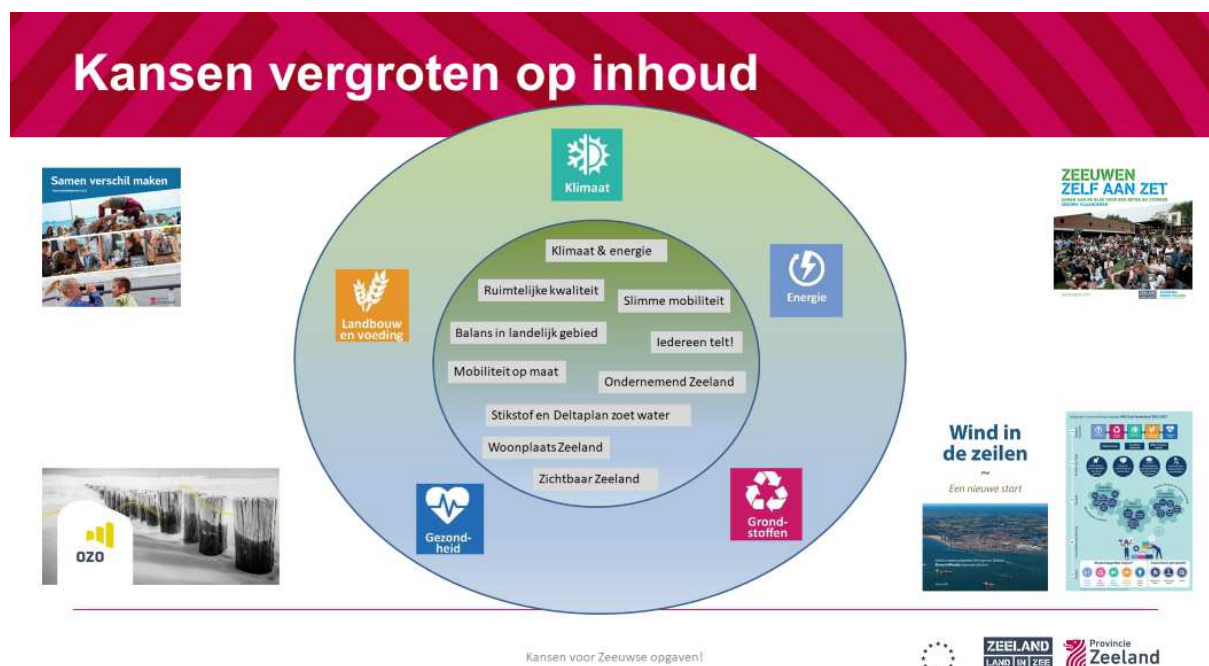 Kansen vergroten op inhoud
Samen verschil maken
ZEEUWEN
ZELF AAN ZET
Klimaat
Landbouw
en voeding
Energie
Klimaat & energie
Ruimtelijke kwaliteit
Slimme mobiliteit
Balans in landelijk gebied
Iedereen telt!
Mobiliteit op maat
Ondernemend Zeeland
Stikstof en Deltaplan zoet water
Woonplaats Zeeland
Zichtbaar Zeeland
Gezond-
heid
Grond-
stoffen
ozo
Wind in
de zeilen
~
Een nieuwe start
Kansen voor Zeeuwse opgaven!
ZEELAND
LAND IN ZEE
Provincie
Zeeland